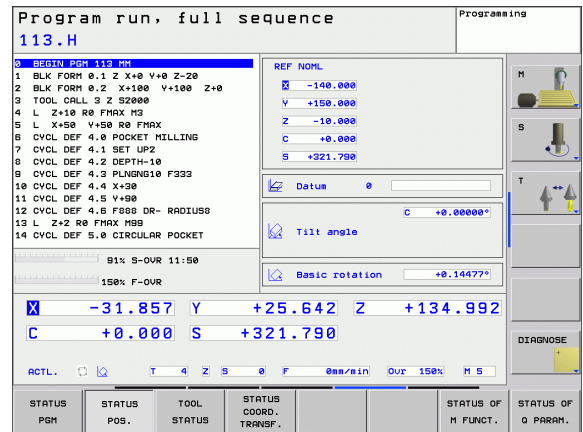 Program run, full sequence
Programming
113.H
0 BEGIN PGM 113 MM
1 BLK FORM 0.1 Z X+0 Y+0 Z-20
2 BLK FORM 0.2 X+100 Y+100 Z+0
3 TOOL CALL 3 Z S2000
4 L Z+10 R0 FMAX M3
5 L X+50 Y+50 R0 FMAX
6 CYCL DEF 4.0 POCKET MILLING
7 CYCL DEF 4.1 SET UP2
8 CYCL DEF 4.2 DEPTH-10
9 CYCL DEF 4.3 PLNGNG10 F333
10 CYCL DEF 4.4 X+30
11 CYCL DEF 4.5 Y+90
12 CYCL DEF 4.6 F888 DR- RADIUS8
13 L Z+2 R0 FMAX M99
14 CYCL DEF 5.0 CIRCULAR POCKET
REF NOML
X -140.000
Y +150.000
Z -10.000
C +0.000
S +321.790
Datum 0
C +0.00000°
Tilt angle
Basic rotation +0.14477°
91% S-OVR 11:50
150% F-OVR
X -31.857 Y +25.642 Z +134.992
C +0.000 S +321.790
ACTL. T 4 Z S 0 F 0mm/min Ovr 150% M 5
M
S
T
DIAGNOSE
STATUS PGM
STATUS POS.
TOOL STATUS
STATUS COORD. TRANSF.
STATUS OF M FUNCT.
STATUS OF Q PARAM.